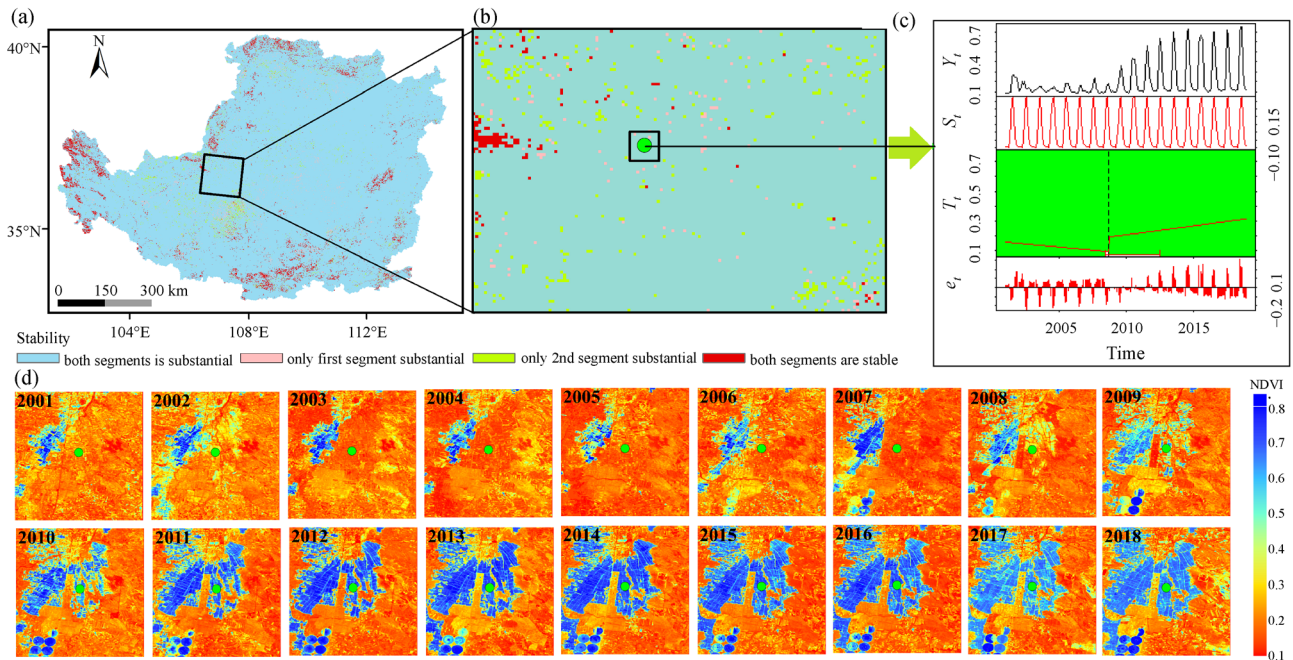 (a)
(b)
(c)
40°N
N
35°N
0 150 300 km
104°E 108°E 112°E
Y_t
0.1 0.4 0.7
S_t
−0.10 0.15
T_t
0.1 0.3 0.5 0.7
e_t
−0.2 0.1
2005 2010 2015
Time
Stability
both segments is substantial only first segment substantial only 2nd segment substantial both segments are stable
(d)
2001 2002 2003 2004 2005 2006 2007 2008 2009
2010 2011 2012 2013 2014 2015 2016 2017 2018
NDVI
0.8
0.7
0.6
0.5
0.4
0.3
0.2
0.1